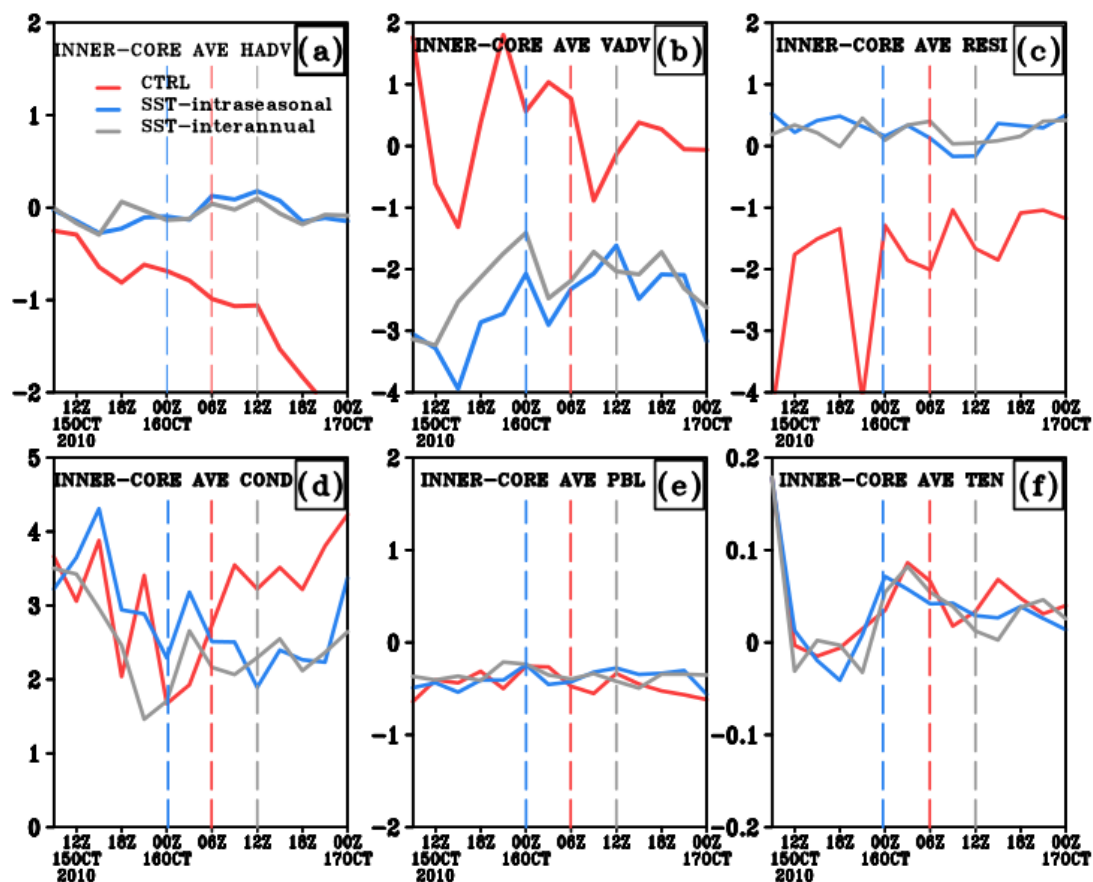 INNER-CORE AVE HADV (a)
CTRL
SST-intraseasonal
SST-interannual
2
1
0
-1
-2
12Z 18Z 00Z 06Z 12Z 18Z 00Z
15OCT 16OCT 17OCT
2010
INNER-CORE AVE VADV (b)
2
1
0
-1
-2
-3
-4
12Z 18Z 00Z 06Z 12Z 18Z 00Z
15OCT 16OCT 17OCT
2010
INNER-CORE AVE RESI (c)
2
1
0
-1
-2
-3
-4
12Z 18Z 00Z 06Z 12Z 18Z 00Z
15OCT 16OCT 17OCT
2010
INNER-CORE AVE COND (d)
5
4
3
2
1
0
12Z 18Z 00Z 06Z 12Z 18Z 00Z
15OCT 16OCT 17OCT
2010
INNER-CORE AVE PBL (e)
2
1
0
-1
-2
12Z 18Z 00Z 06Z 12Z 18Z 00Z
15OCT 16OCT 17OCT
2010
INNER-CORE AVE TEN (f)
0.2
0.1
0
-0.1
-0.2
12Z 18Z 00Z 06Z 12Z 18Z 00Z
15OCT 16OCT 17OCT
2010